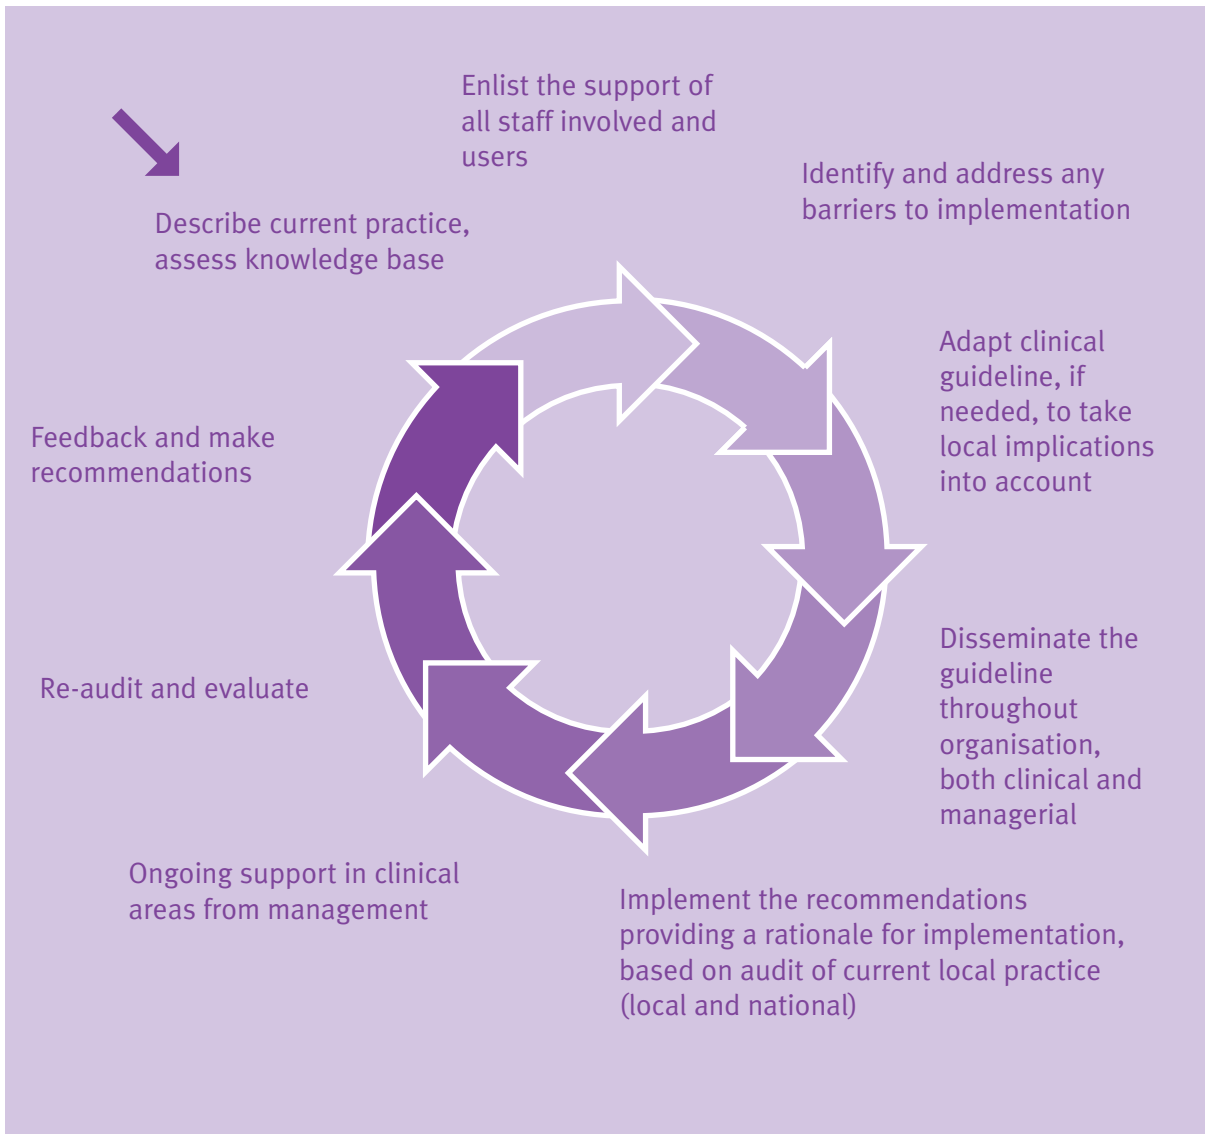 Describe current practice,
assess knowledge base
Enlist the support of
all staff involved and
users
Identify and address any
barriers to implementation
Adapt clinical
guideline, if
needed, to take
local implications
into account
Disseminate the
guideline
throughout
organisation,
both clinical and
managerial
Implement the recommendations
providing a rationale for implementation,
based on audit of current local practice
(local and national)
Ongoing support in clinical
areas from management
Re-audit and evaluate
Feedback and make
recommendations